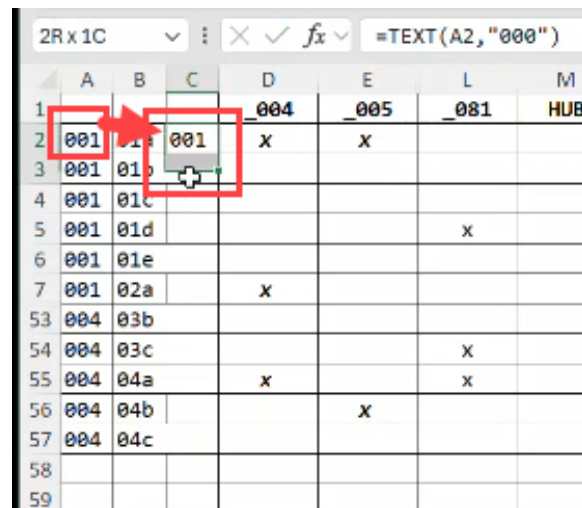 2R x 1C fx =TEXT(A2,"000")
A B C D E L M
1 _004 _005 _081 HUB
2 001 01a 001 x x
3 001 01b
4 001 01c
5 001 01d x
6 001 01e
7 001 02a x
53 004 03b
54 004 03c x
55 004 04a x x
56 004 04b x
57 004 04c
58
59